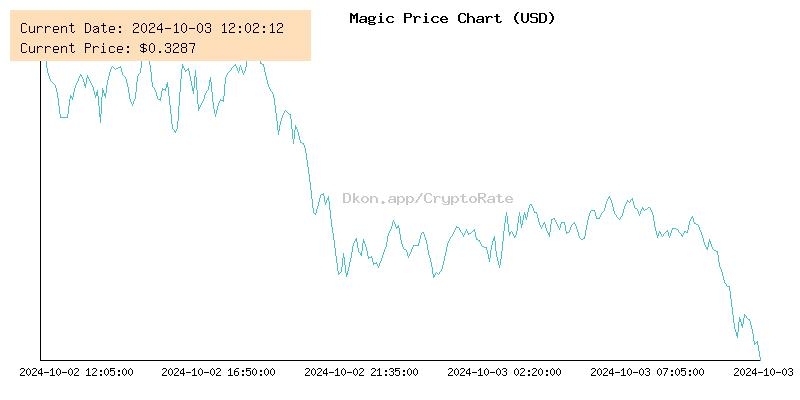 Magic Price Chart (USD)
Current Date: 2024-10-03 12:02:12
Current Price: $0.3287
Dkon.app/CryptoRate
2024-10-02 12:05:00 2024-10-02 16:50:00 2024-10-02 21:35:00 2024-10-03 02:20:00 2024-10-03 07:05:00 2024-10-03